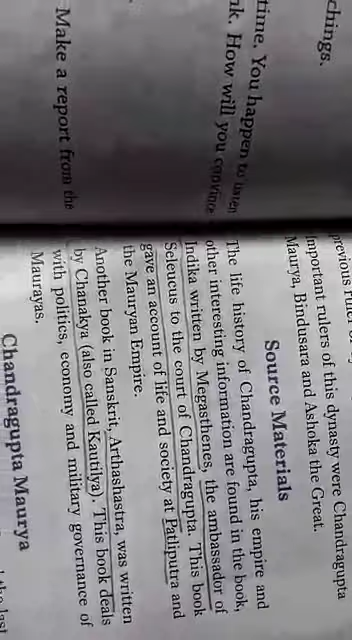 chings.
time. You happen to
nk. How will you convince
Make a report from the
previous
Important rulers of this dynasty were Chandragupta
Maurya, Bindusara and Ashoka the Great.
Source Materials
The life history of Chandragupta, his empire and
other interesting information are found in the book,
Indika written by Megasthenes, the ambassador of
Seleucus to the court of Chandragupta. This book
gave an account of life and society at Patliputra and
the Mauryan Empire.
Another book in Sanskrit, Arthashastra, was written
by Chanakya (also called Kautilya). This book deals
with politics, economy and military governance of
Maurayas.
Chandragupta Maurya